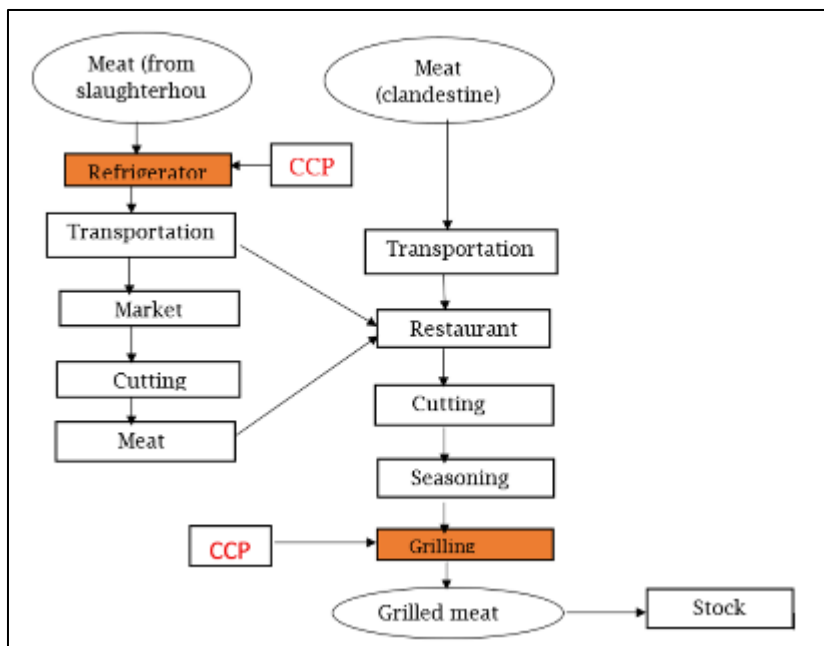 Meat (from
slaughterhou
Meat
(clandestine)
Refrigerator
CCP
Transportation
Transportation
Market
Restaurant
Cutting
Cutting
Meat
Seasoning
CCP
Grilling
Grilled meat
Stock